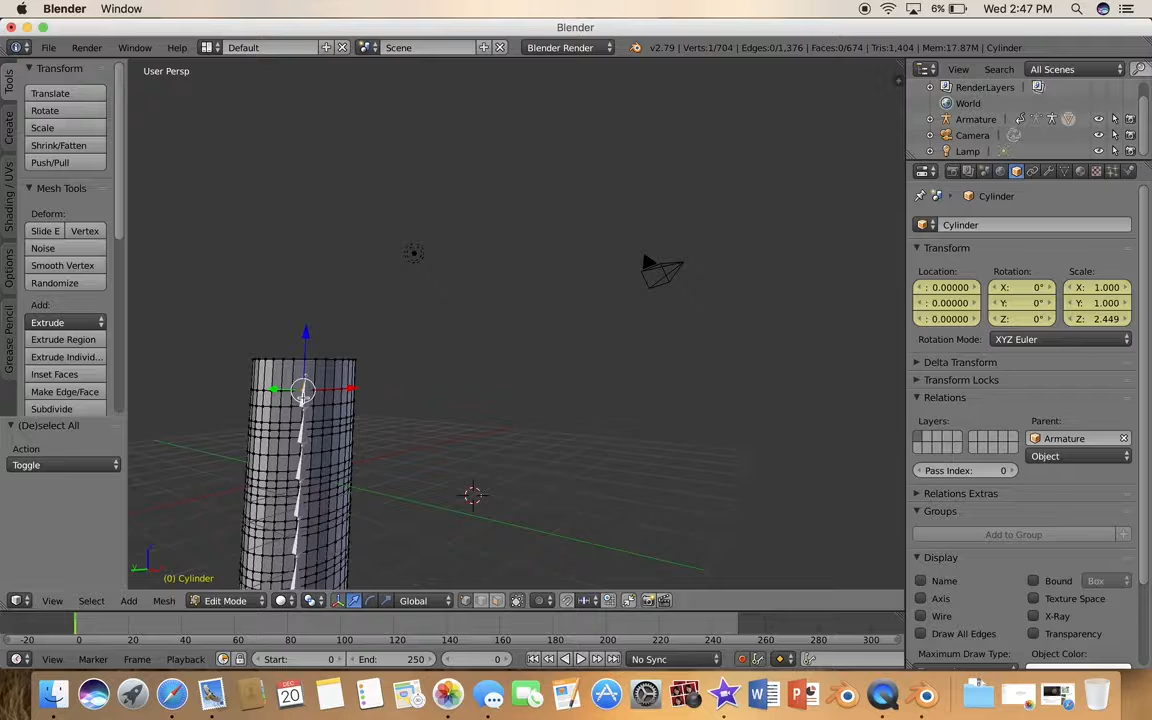 Blender Window 6% Wed 2:47 PM
Blender
File Render Window Help Default Scene Blender Render v2.79 | Verts:1/704 | Edges:0/1,376 | Faces:0/674 | Tris:1,404 | Mem:17.87M | Cylinder
Transform
Translate
Rotate
Scale
Shrink/Fatten
Push/Pull
Mesh Tools
Deform:
Slide E Vertex
Noise
Smooth Vertex
Randomize
Add:
Extrude
Extrude Region
Extrude Individ...
Inset Faces
Make Edge/Face
Subdivide
Tools
Create
Shading / UVs
Options
Grease Pencil
(De)select All
Action
Toggle
User Persp
(0) Cylinder
View Select Add Mesh Edit Mode Global
-20 0 20 40 60 80 100 120 140 160 180 200 220 240 260 280 300
View Marker Frame Playback Start: 0 End: 250 0 No Sync
View Search All Scenes
RenderLayers
World
Armature
Camera
Lamp
Cylinder
Cylinder
Transform
Location: Rotation: Scale:
: 0.00000 X: 0° X: 1.000
: 0.00000 Y: 0° Y: 1.000
: 0.00000 Z: 0° Z: 2.449
Rotation Mode: XYZ Euler
Delta Transform
Transform Locks
Relations
Layers: Parent:
Armature
Object
Pass Index: 0
Relations Extras
Groups
Add to Group
Display
Name Bound Box
Axis Texture Space
Wire X-Ray
Draw All Edges Transparency
Maximum Draw Type: Object Color:
DEC
20